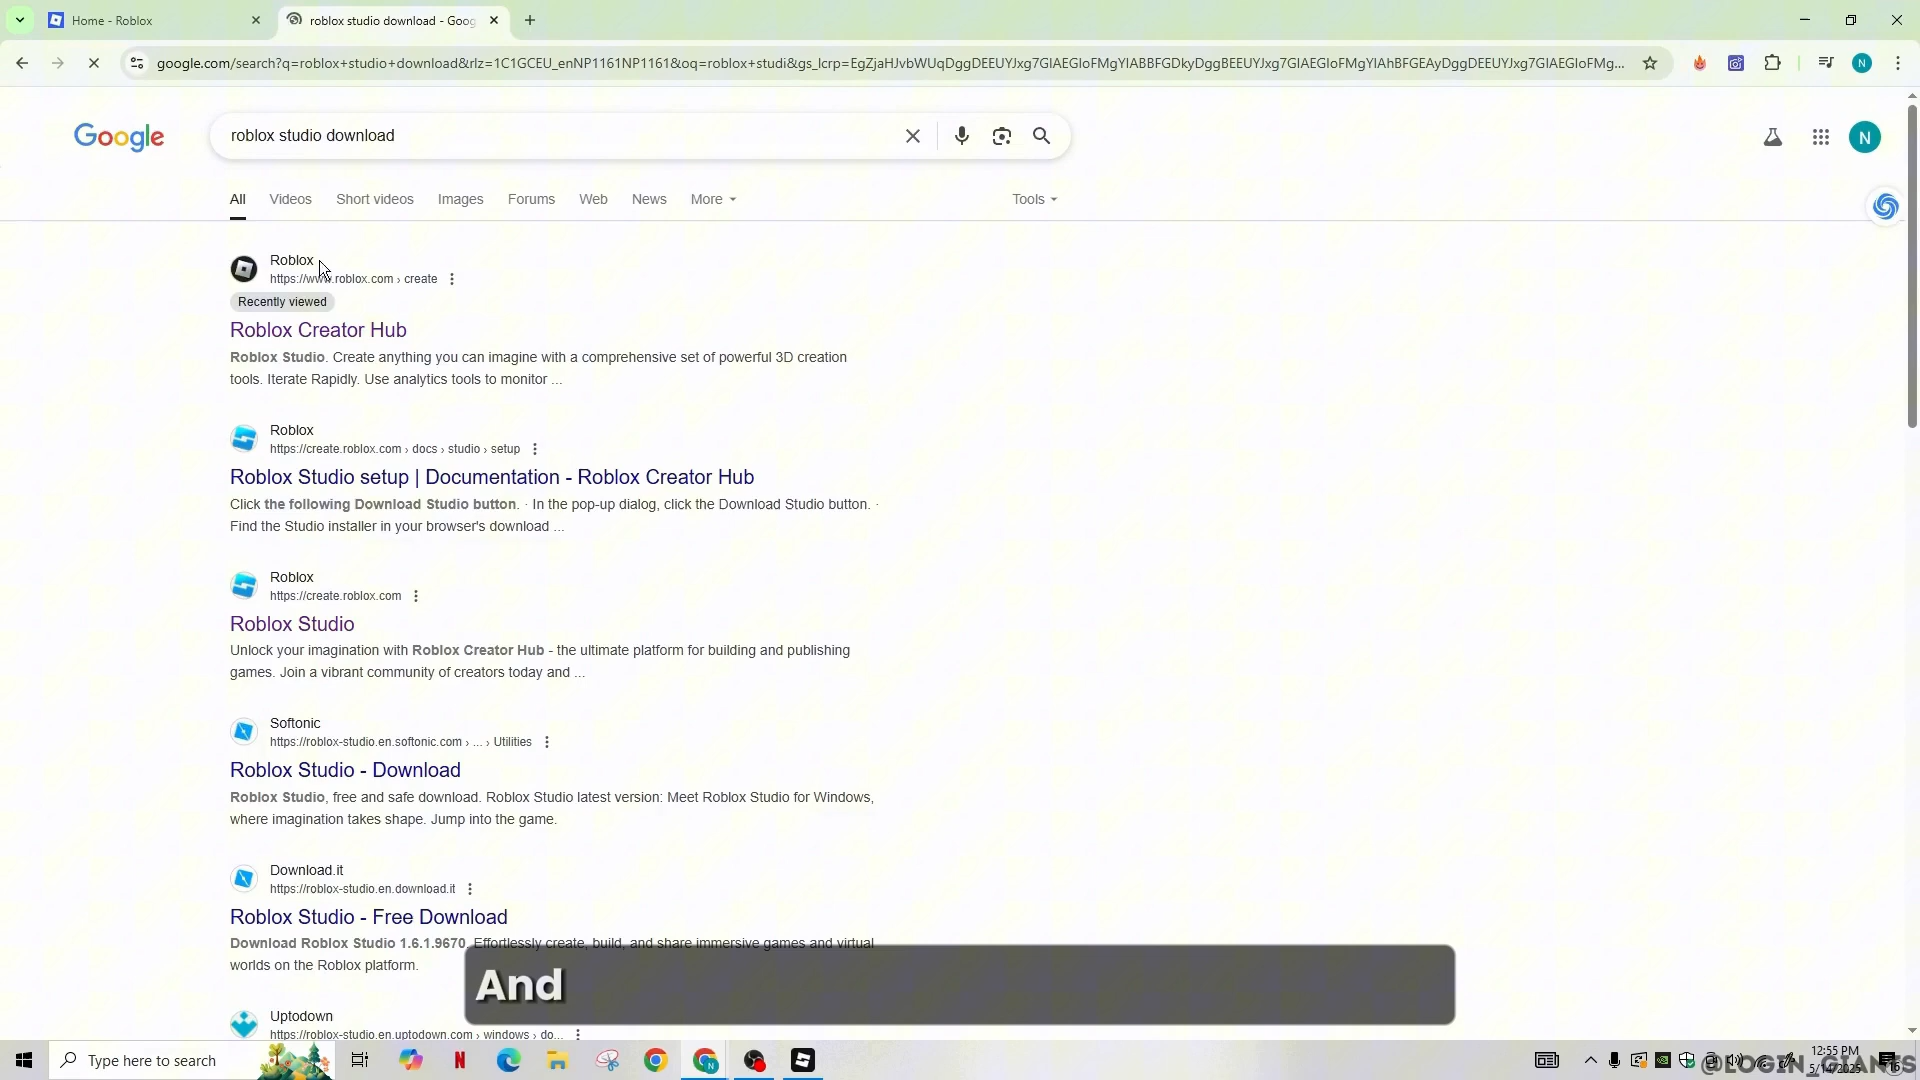 Home - Roblox
roblox studio download - Goog
google.com/search?q=roblox+studio+download&rlz=1C1GCEU_enNP1161NP1161&oq=roblox+studi&gs_lcrp=EgZjaHJvbWUqDggDEEUYJxg7GIAEGIoFMgYIABBFGDkyDggBEEUYJxg7GIAEGIoFMgYIAhBFGEAyDggDEEUYJxg7GIAEGIoFMg...
N
Google
roblox studio download
N
All
Videos
Short videos
Images
Forums
Web
News
More
Tools
Roblox
https://www.roblox.com › create
Recently viewed
Roblox Creator Hub
Roblox Studio. Create anything you can imagine with a comprehensive set of powerful 3D creation
tools. Iterate Rapidly. Use analytics tools to monitor ...
Roblox
https://create.roblox.com › docs › studio › setup
Roblox Studio setup | Documentation - Roblox Creator Hub
Click the following Download Studio button. · In the pop-up dialog, click the Download Studio button. ·
Find the Studio installer in your browser's download ...
Roblox
https://create.roblox.com
Roblox Studio
Unlock your imagination with Roblox Creator Hub - the ultimate platform for building and publishing
games. Join a vibrant community of creators today and ...
Softonic
https://roblox-studio.en.softonic.com › ... › Utilities
Roblox Studio - Download
Roblox Studio, free and safe download. Roblox Studio latest version: Meet Roblox Studio for Windows,
where imagination takes shape. Jump into the game.
Download.it
https://roblox-studio.en.download.it
Roblox Studio - Free Download
Download Roblox Studio 1.6.1.9670. Effortlessly create, build, and share immersive games and virtual
worlds on the Roblox platform.
And
Uptodown
https://roblox-studio.en.uptodown.com › windows › do...
Type here to search
12:55 PM
5/14/2025
@LOGIN_GIANTS